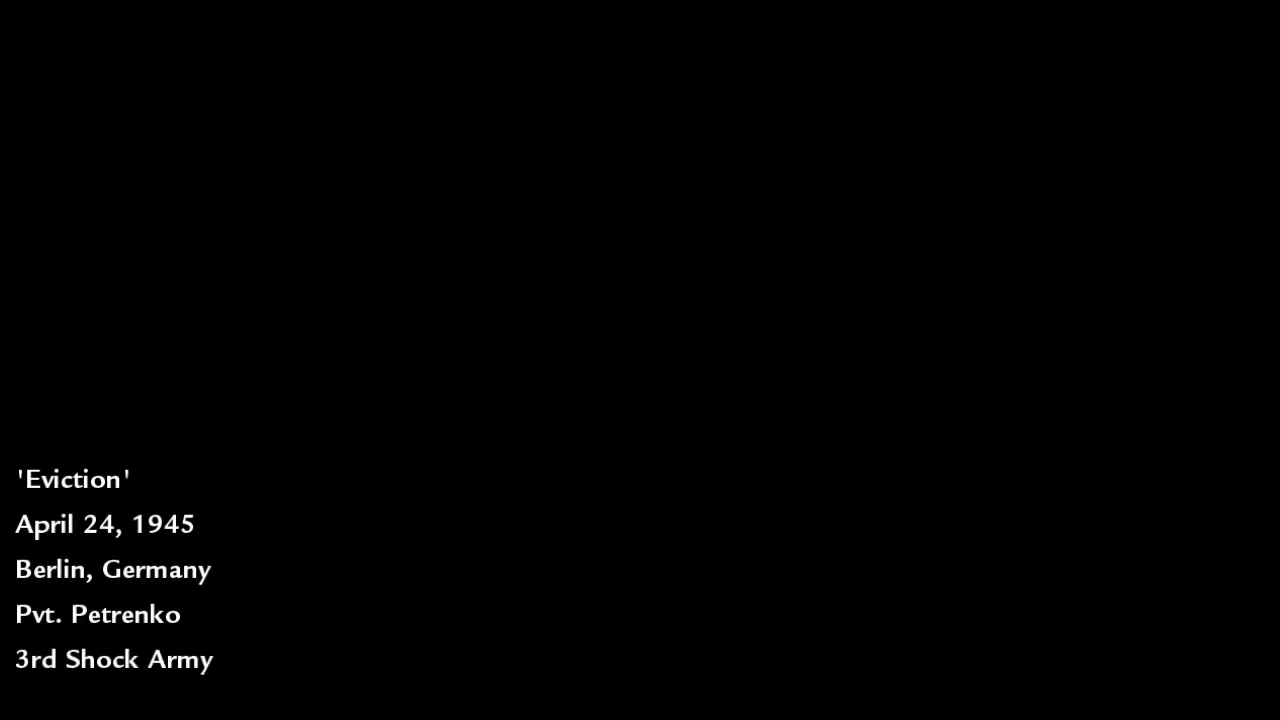 'Eviction'
April 24, 1945
Berlin, Germany
Pvt. Petrenko
3rd Shock Army